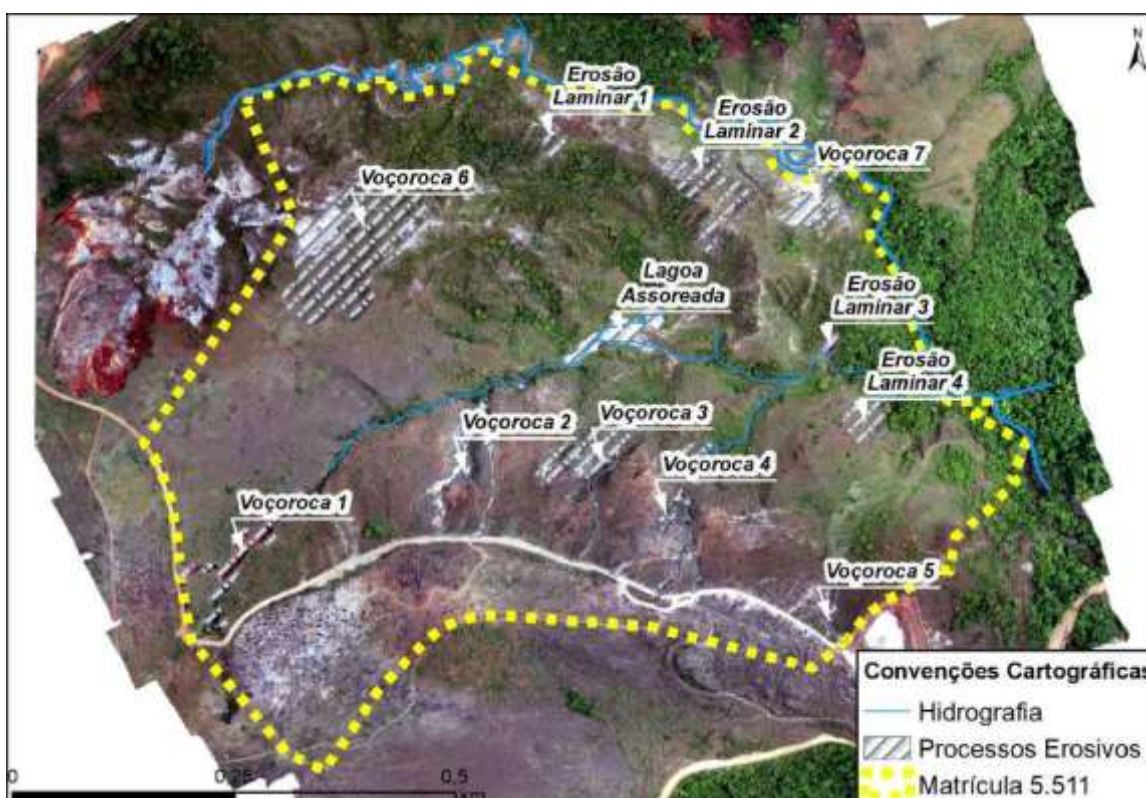 N
Erosão
Laminar 1
Erosão
Laminar 2
Voçoroca 7
Voçoroca 6
Lagoa
Assoreada
Erosão
Laminar 3
Erosão
Laminar 4
Voçoroca 2
Voçoroca 3
Voçoroca 4
Voçoroca 1
Voçoroca 5
Convenções Cartográficas
Hidrografia
Processos Erosivos
Matrícula 5.511
0 0,25 0,5